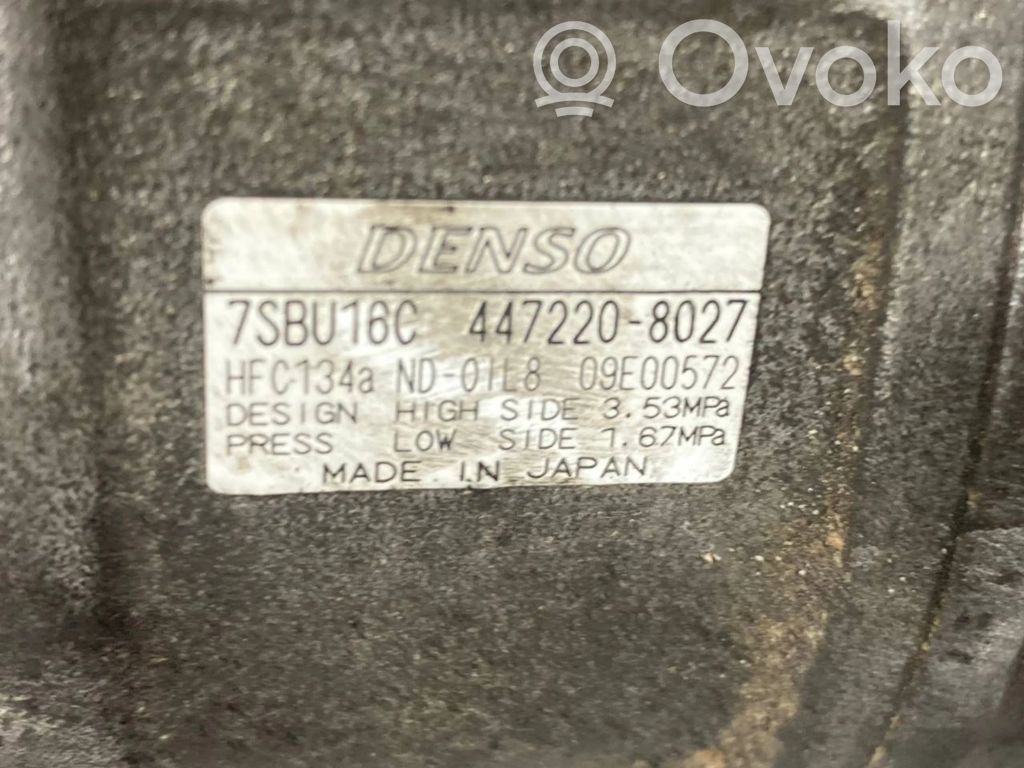 Ovoko
DENSO
7SBU16C 447220-8027
HFC134a ND-OIL8 09E00572
DESIGN HIGH SIDE 3.53MPa
PRESS LOW SIDE 1.67MPa
MADE IN JAPAN